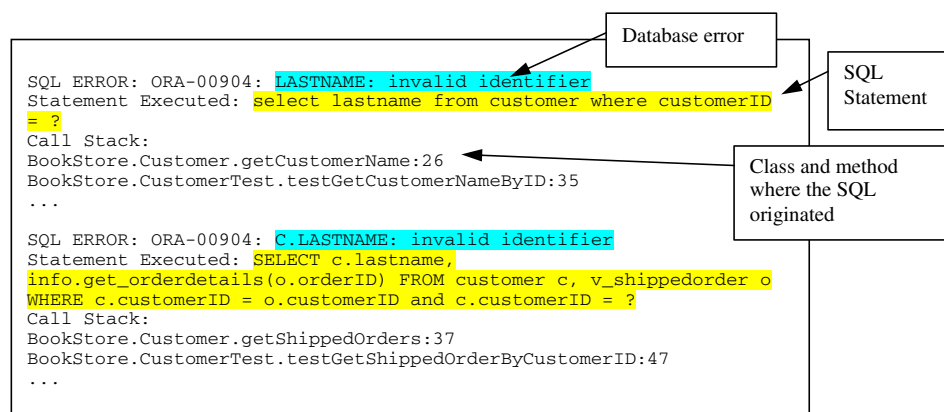 Database error
SQL ERROR: ORA-00904: LASTNAME: invalid identifier
SQL
Statement
Statement Executed: select lastname from customer where customerID
= ?
Call Stack:
BookStore.Customer.getCustomerName:26
Class and method
where the SQL
originated
BookStore.CustomerTest.testGetCustomerNameByID:35
...
SQL ERROR: ORA-00904: C.LASTNAME: invalid identifier
Statement Executed: SELECT c.lastname,
info.get_orderdetails(o.orderID) FROM customer c, v_shippedorder o
WHERE c.customerID = o.customerID and c.customerID = ?
Call Stack:
BookStore.Customer.getShippedOrders:37
BookStore.CustomerTest.testGetShippedOrderByCustomerID:47
...